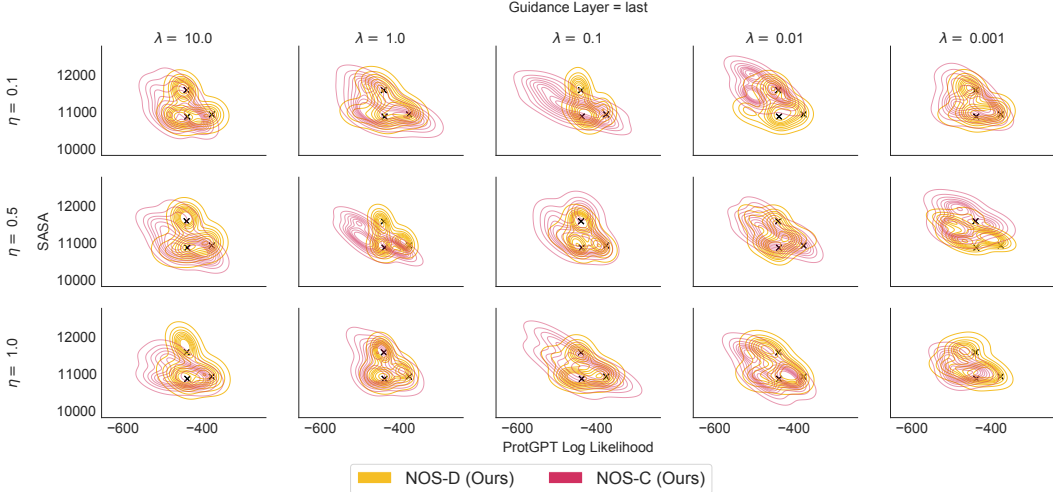 Guidance Layer = last
λ = 10.0
λ = 1.0
λ = 0.1
λ = 0.01
λ = 0.001
η = 0.1
12000
11000
10000
η = 0.5
SASA
12000
11000
10000
η = 1.0
12000
11000
10000
−600 −400 −600 −400 −600 −400 −600 −400 −600 −400
ProtGPT Log Likelihood
NOS-D (Ours) NOS-C (Ours)